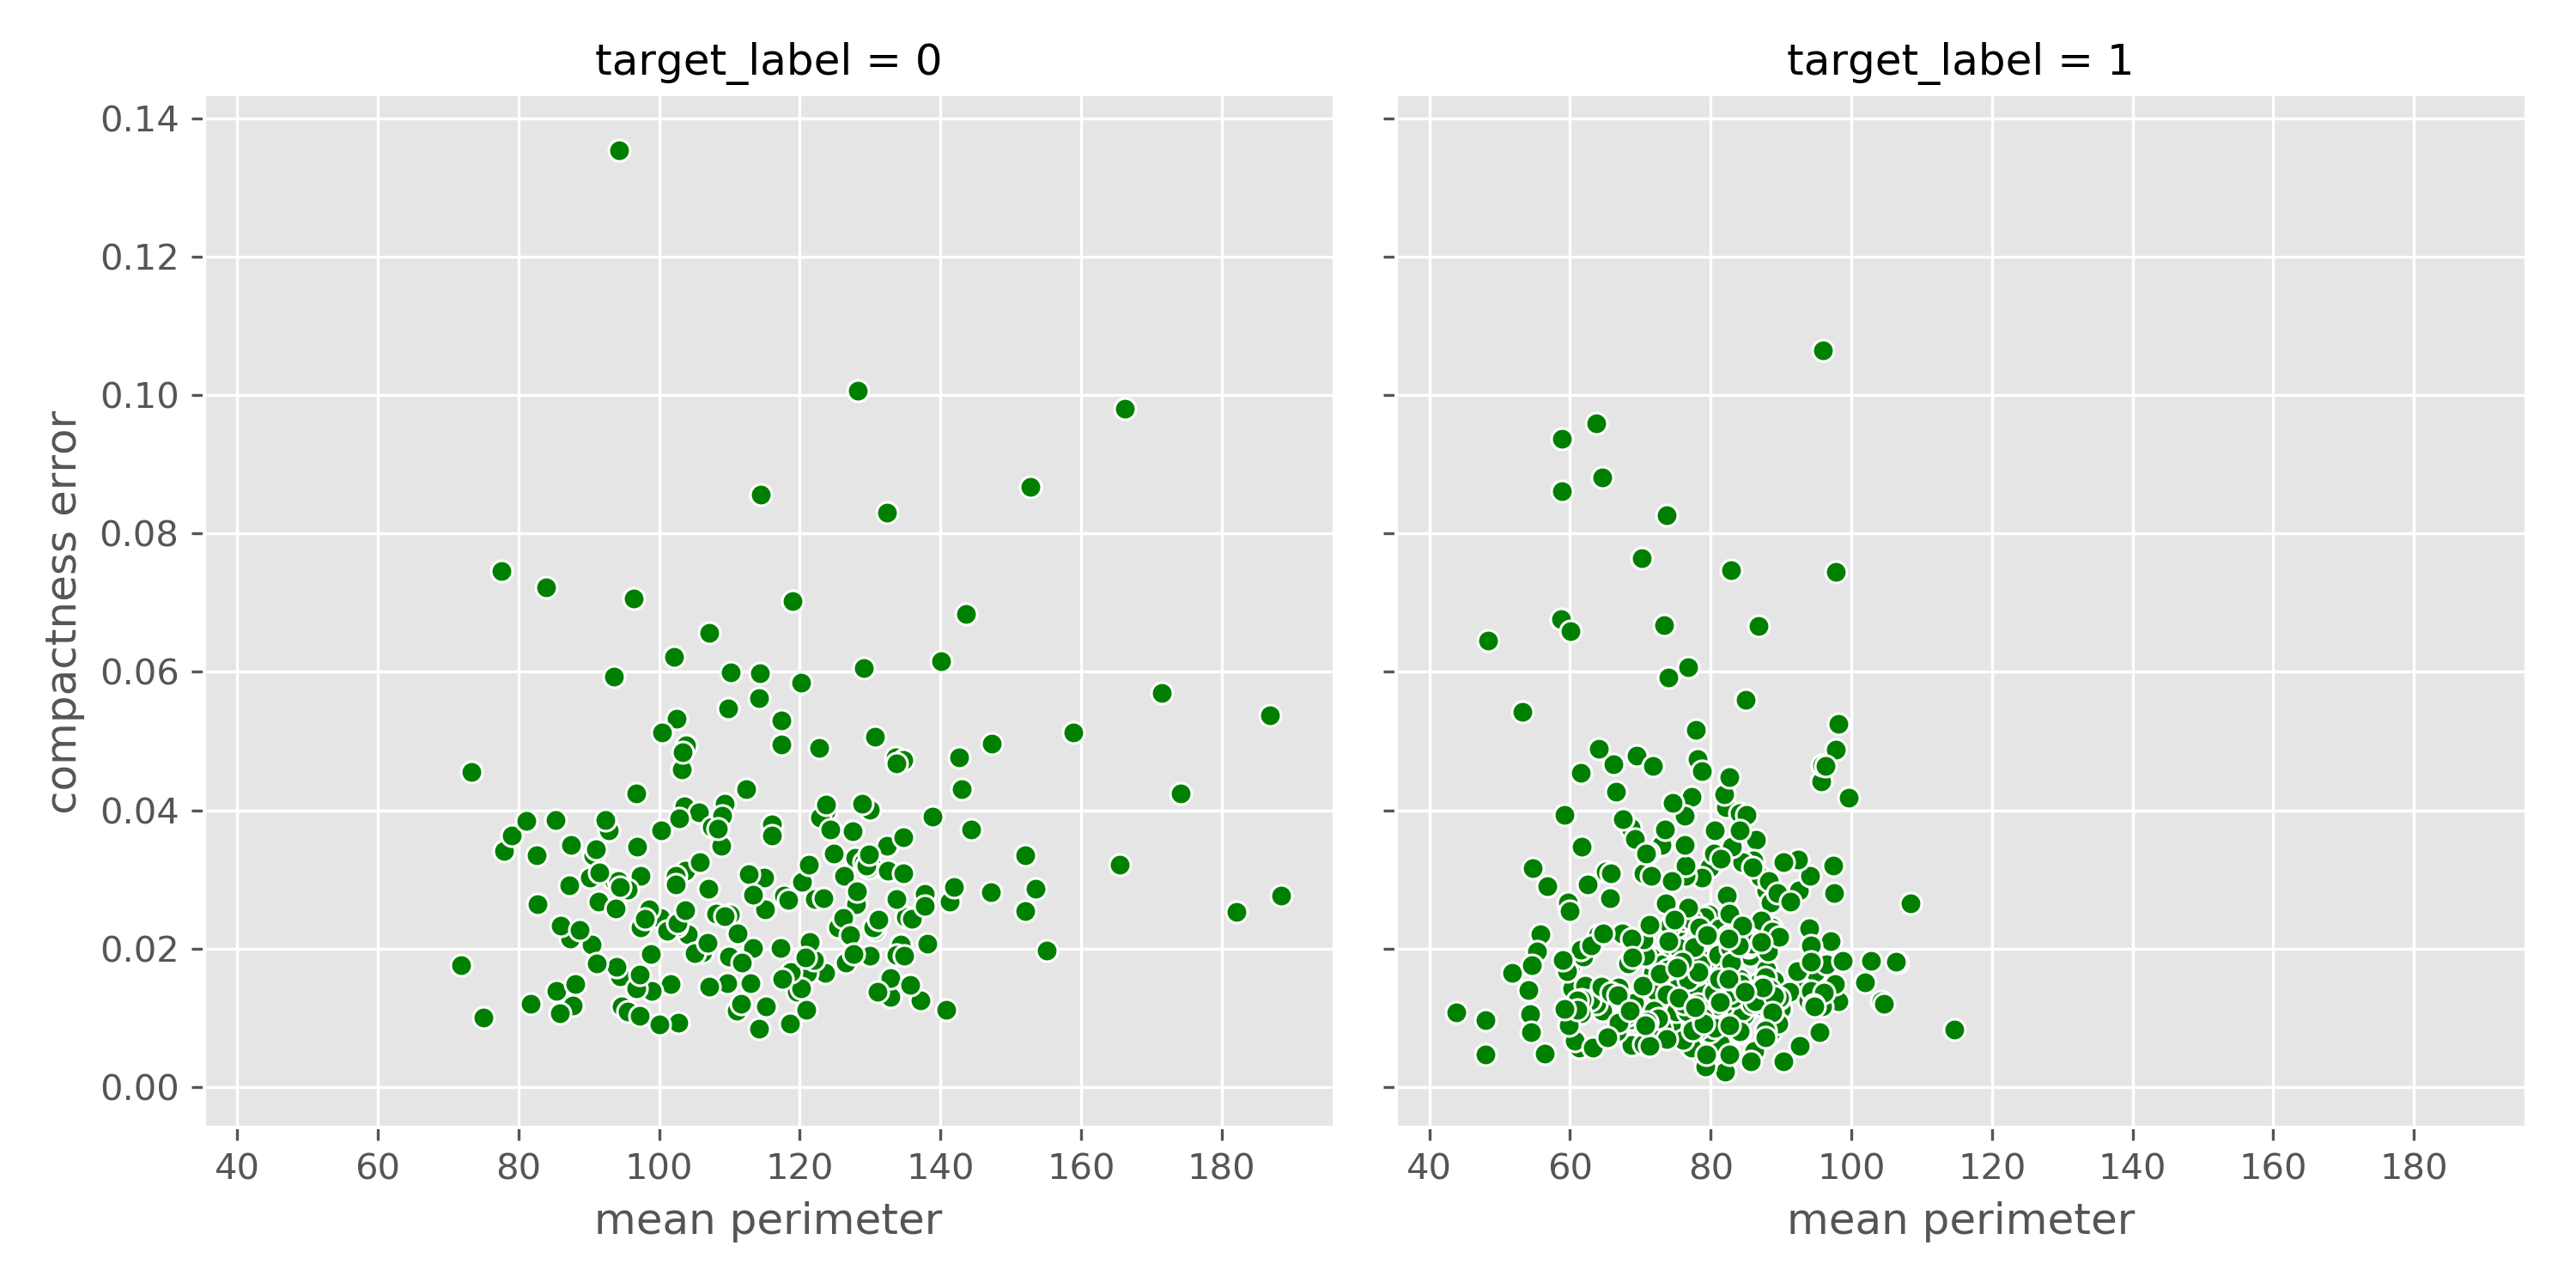 target_label = 0
target_label = 1
0.14
0.12
0.10
0.08
0.06
0.04
0.02
0.00
compactness error
40 60 80 100 120 140 160 180
40 60 80 100 120 140 160 180
mean perimeter
mean perimeter